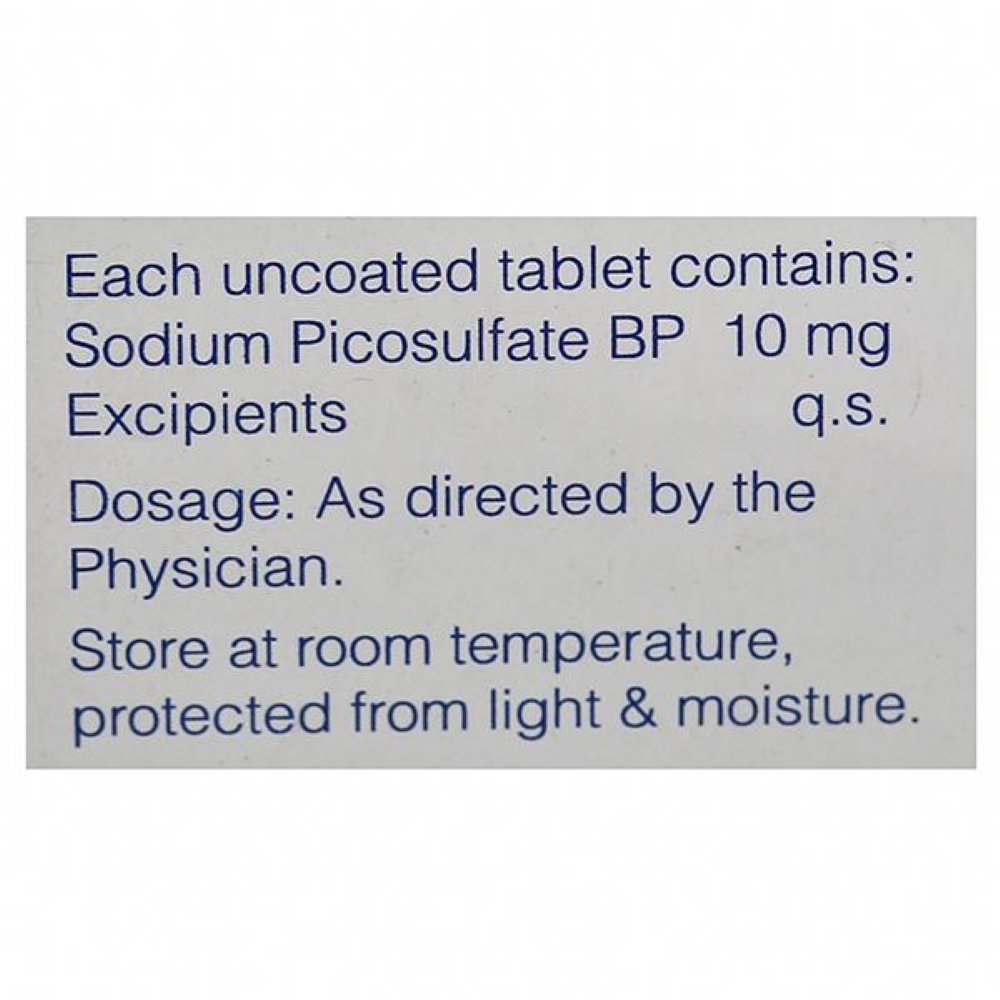 Each uncoated tablet contains:
Sodium Picosulfate BP 10 mg
Excipients q.s.
Dosage: As directed by the
Physician.
Store at room temperature,
protected from light & moisture.